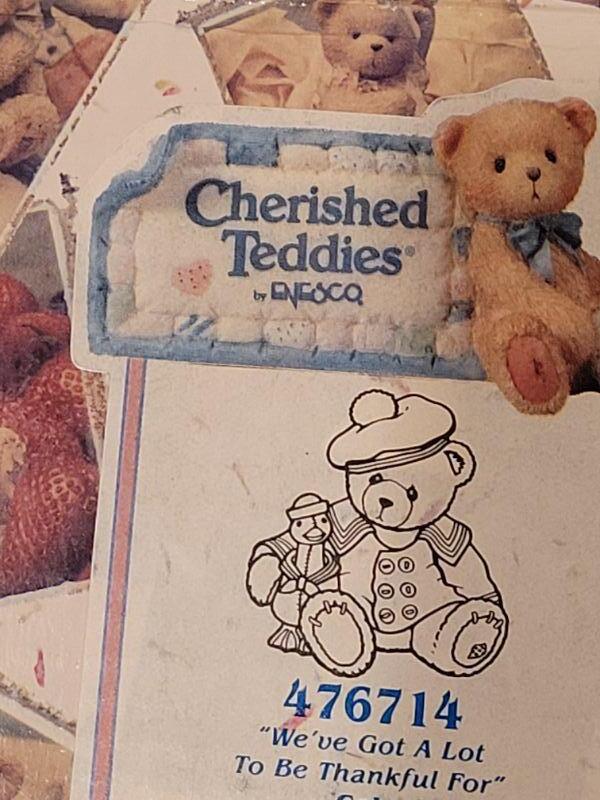 Cherished
Teddies®
by ENESCO
476714
"We've Got A Lot
To Be Thankful For"